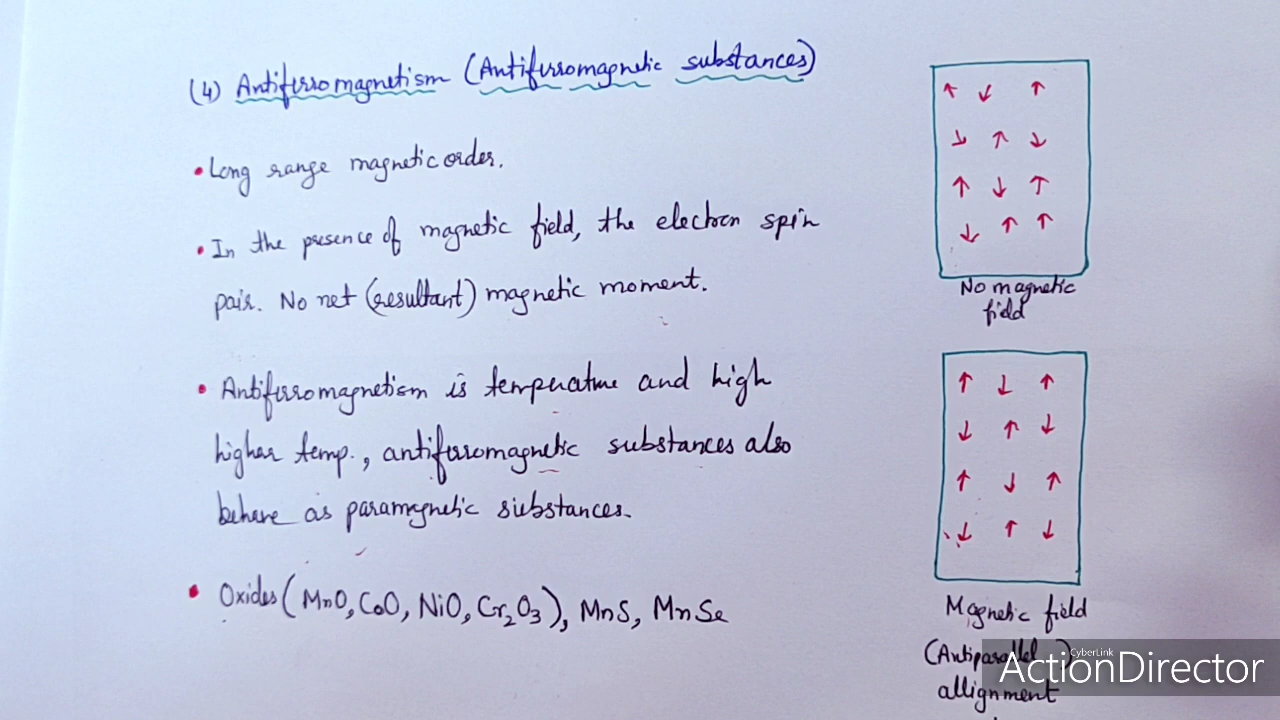 (4) Antiferromagnetism (Antiferromagnetic substances)
• Long range magnetic order.
• In the presence of magnetic field, the electron spin
pair. No net (resultant) magnetic moment.
• Antiferromagnetism is temperature and high
higher temp., antiferromagnetic substances also
behave as paramagnetic substances.
• Oxides (MnO, CoO, NiO, Cr₂O₃), MnS, MnSe
No magnetic
field
Magnetic field
(Antiparallel)
allignment
CyberLink
ActionDirector